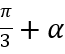 π/3 + α